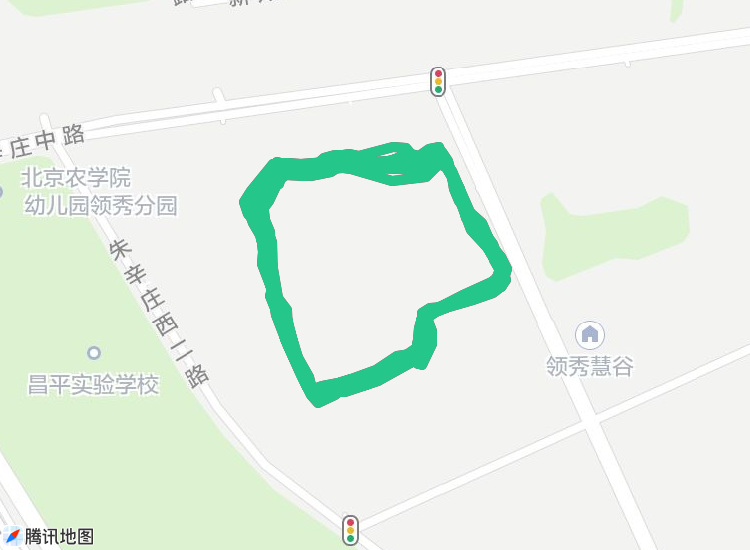 辛庄中路
北京农学院
幼儿园领秀分园
朱辛庄西二路
领秀慧谷
昌平实验学校
腾讯地图